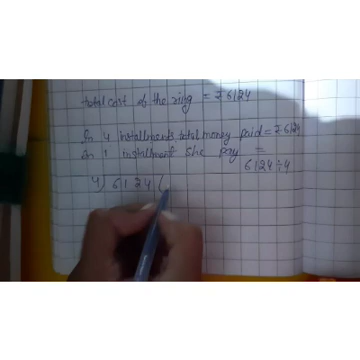 total cost of the ring = ₹6124
In 4 installments total money paid = ₹6124
In 1 installment she pay =
6124÷4
4) 6124 (